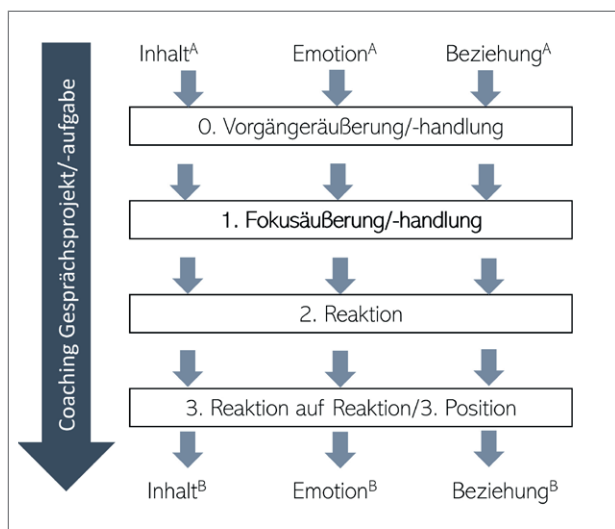 Coaching Gesprächsprojekt/-aufgabe
Inhaltᴬ Emotionᴬ Beziehungᴬ
0. Vorgängeräußerung/-handlung
1. Fokusäußerung/-handlung
2. Reaktion
3. Reaktion auf Reaktion/3. Position
Inhaltᴮ Emotionᴮ Beziehungᴮ